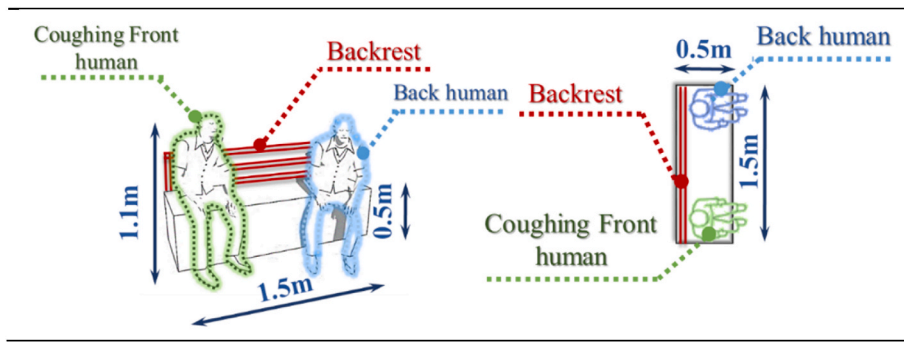 Coughing Front
human
Backrest
Back human
1.1m
0.5m
1.5m
0.5m
Back human
Backrest
1.5m
Coughing Front
human